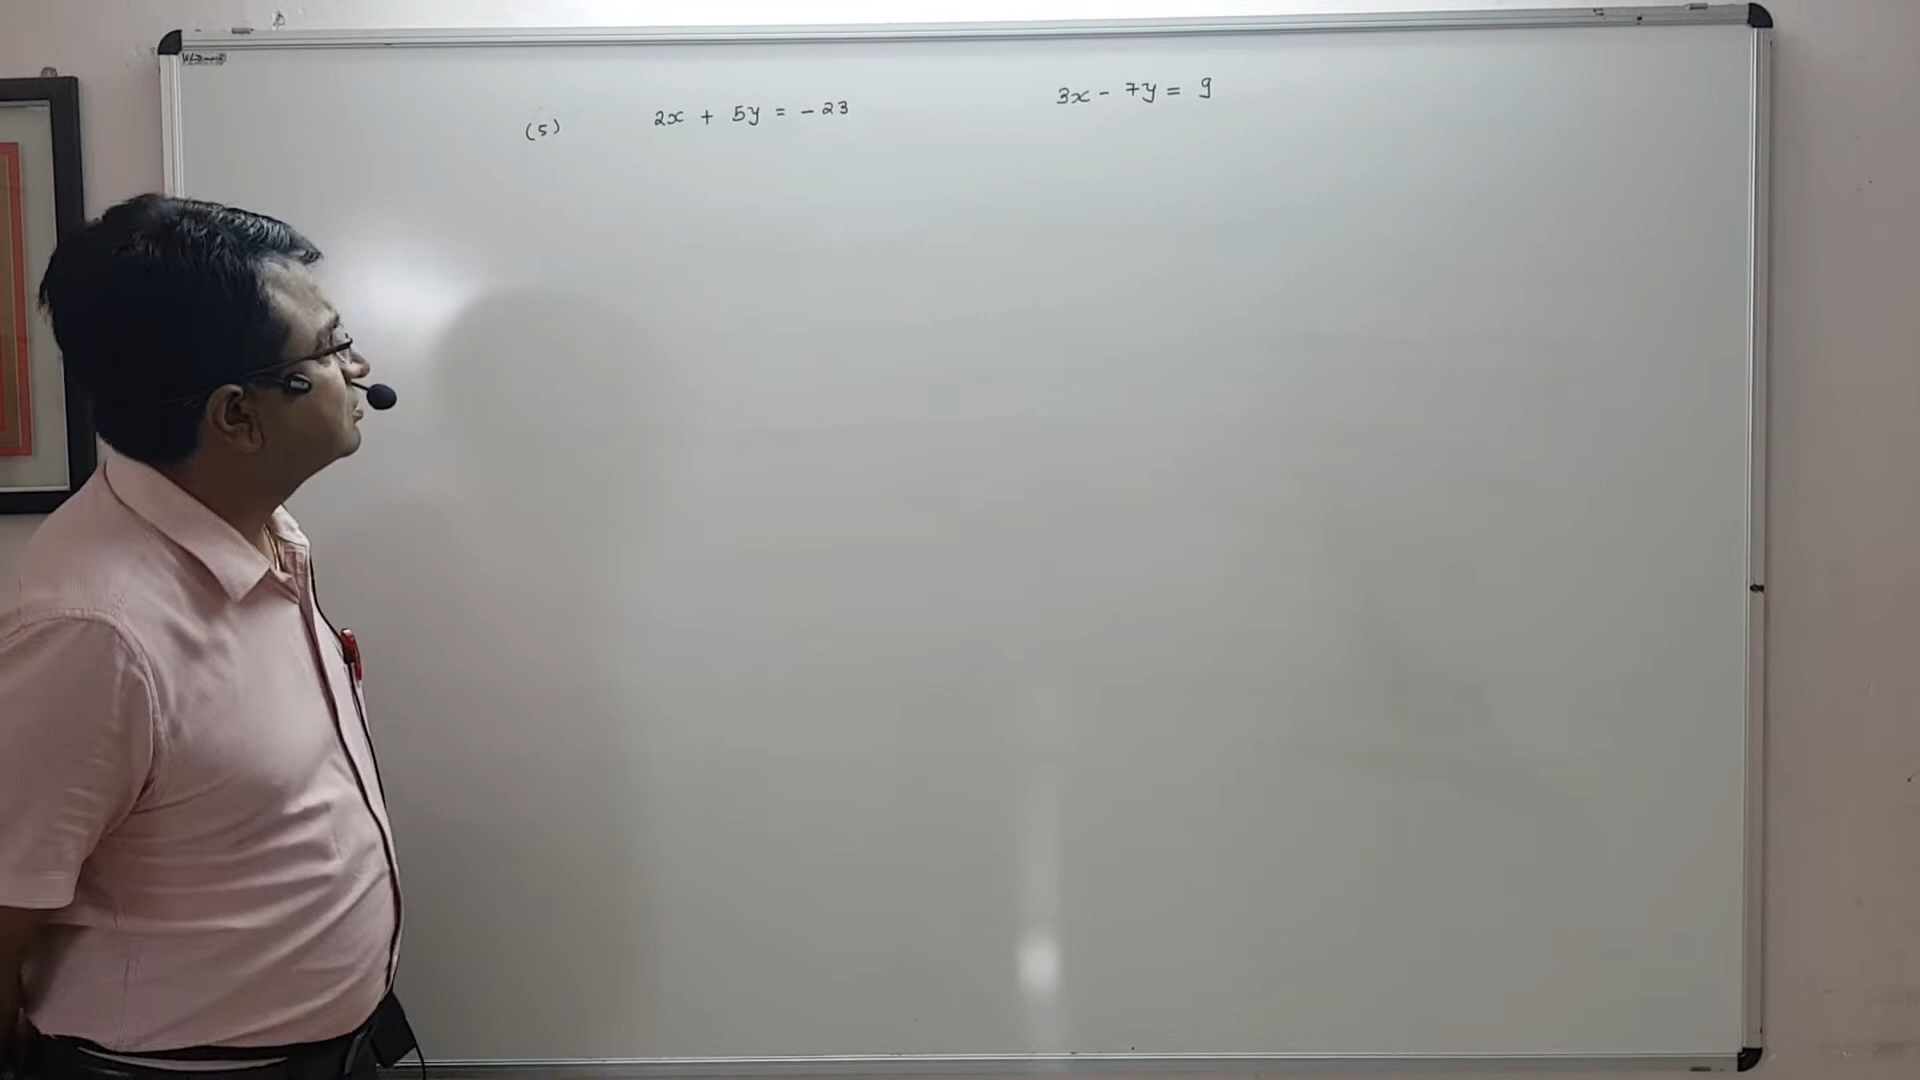 (5) 2x + 5y = - 23 3x - 7y = 9